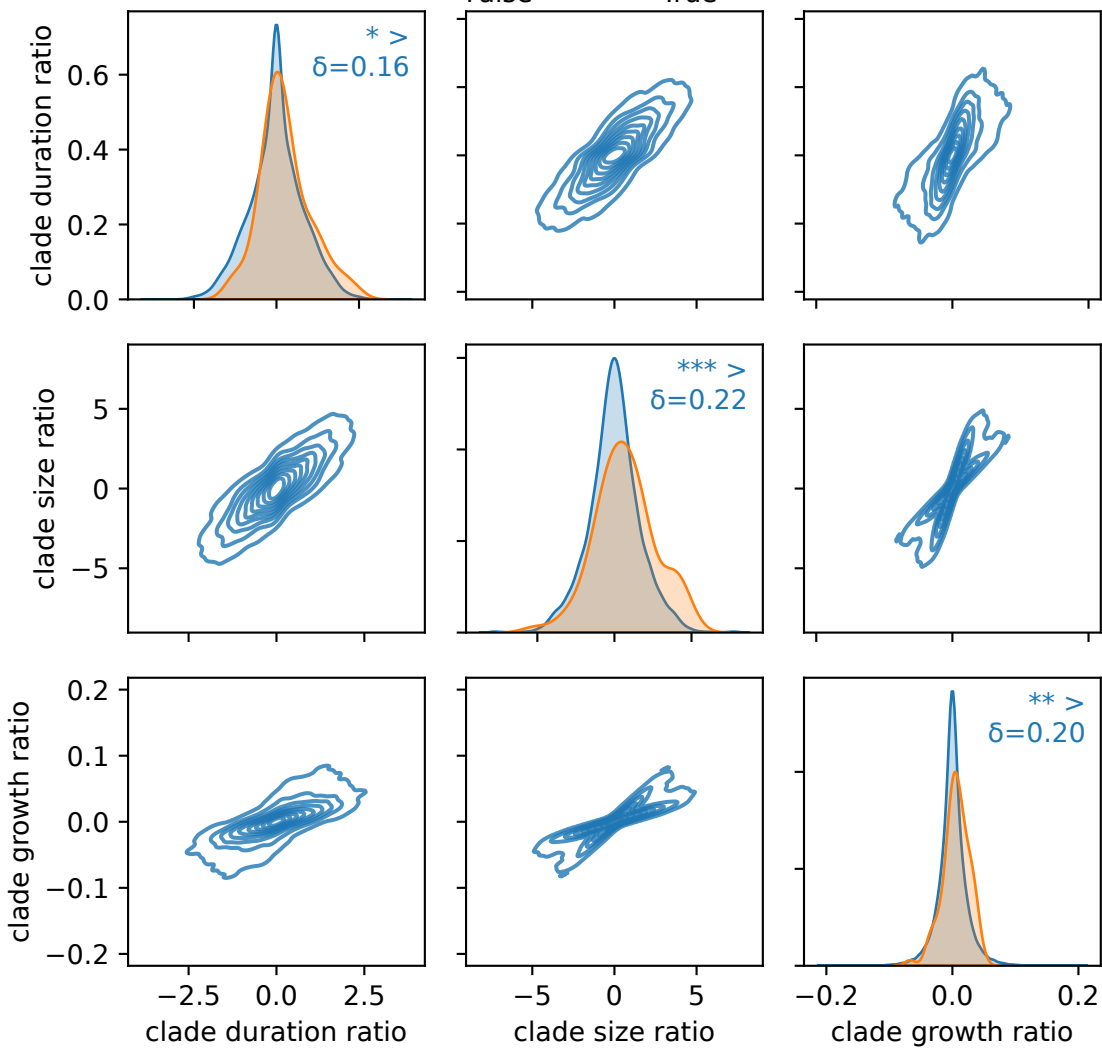 clade duration ratio
0.6
0.4
0.2
0.0
* >
δ=0.16
clade size ratio
5
0
−5
*** >
δ=0.22
clade growth ratio
0.2
0.1
0.0
−0.1
−0.2
** >
δ=0.20
−2.5 0.0 2.5
−5 0 5
−0.2 0.0 0.2
clade duration ratio
clade size ratio
clade growth ratio